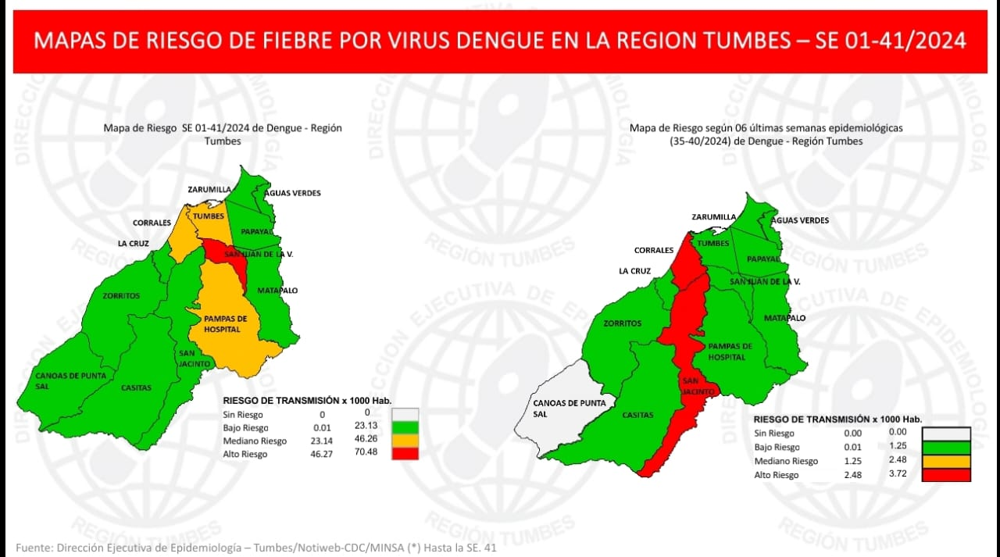 MAPAS DE RIESGO DE FIEBRE POR VIRUS DENGUE EN LA REGION TUMBES – SE 01-41/2024
Mapa de Riesgo SE 01-41/2024 de Dengue - Región
Tumbes
ZARUMILLA
AGUAS VERDES
TUMBES
CORRALES
PAPAYAL
LA CRUZ
SAN JUAN DE LA V.
MATAPALO
ZORRITOS
PAMPAS DE
HOSPITAL
SAN
JACINTO
CANOAS DE PUNTA
SAL
CASITAS
RIESGO DE TRANSMISIÓN x 1000 Hab.
Sin Riesgo 0 0
Bajo Riesgo 0.01 23.13
Mediano Riesgo 23.14 46.26
Alto Riesgo 46.27 70.48
Mapa de Riesgo según 06 últimas semanas epidemiológicas
(35-40/2024) de Dengue - Región Tumbes
ZARUMILLA
AGUAS VERDES
TUMBES
CORRALES
PAPAYAL
LA CRUZ
SAN JUAN DE LA V.
MATAPALO
ZORRITOS
PAMPAS DE
HOSPITAL
SAN
JACINTO
CANOAS DE PUNTA
SAL
CASITAS
RIESGO DE TRANSMISIÓN x 1000 Hab.
Sin Riesgo 0.00 0.00
Bajo Riesgo 0.01 1.25
Mediano Riesgo 1.25 2.48
Alto Riesgo 2.48 3.72
Fuente: Dirección Ejecutiva de Epidemiología – Tumbes/Notiweb-CDC/MINSA (*) Hasta la SE. 41
REGIÓN TUMBES
REGIÓN TUMBES
REGIÓN TUMBES